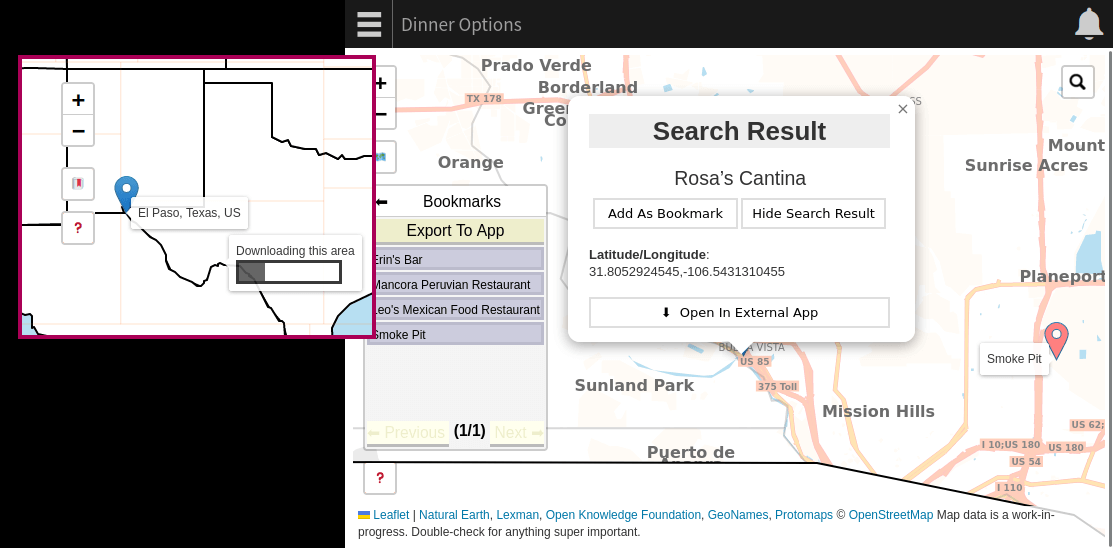 Dinner Options
Prado Verde
Borderland
TX 178
Green
Co
SS
Orange
Mount
Sunrise Acres
+
−
+
−
?
El Paso, Texas, US
Downloading this area
⬅ Bookmarks
Export To App
Erin's Bar
Mancora Peruvian Restaurant
Leo's Mexican Food Restaurant
Smoke Pit
⬅ Previous (1/1) Next ➡
?
×
Search Result
Rosa’s Cantina
Add As Bookmark Hide Search Result
Latitude/Longitude:
31.8052924545,-106.5431310455
⬇ Open In External App
Planeport
BUENA VISTA
US 85
375 Toll
Sunland Park
Smoke Pit
Mission Hills
US 62;
I 10;US 180
US 180
US 54
I 110
Puerto de
Leaflet | Natural Earth, Lexman, Open Knowledge Foundation, GeoNames, Protomaps © OpenStreetMap Map data is a work-in-
progress. Double-check for anything super important.